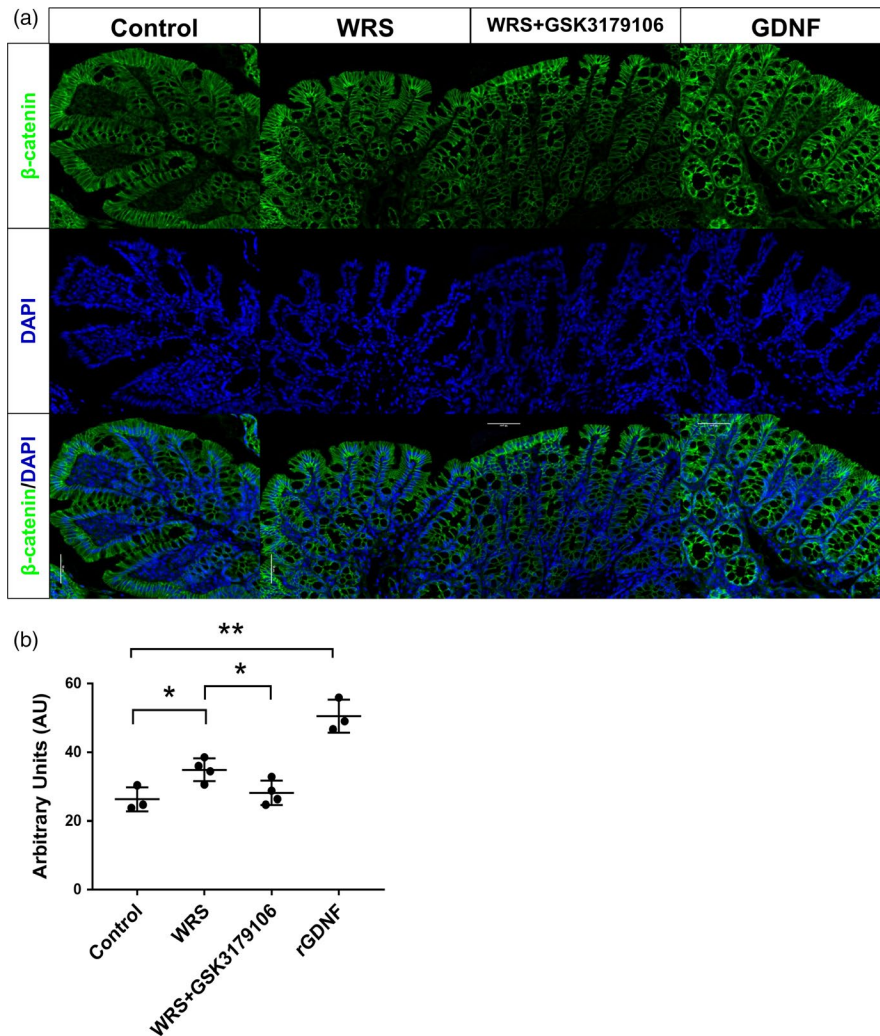 (a)
Control WRS WRS+GSK3179106 GDNF
β-catenin
DAPI
β-catenin/DAPI
(b)
**
* *
60
40
20
0
Arbitrary Units (AU)
Control
WRS
WRS+GSK3179106
rGDNF